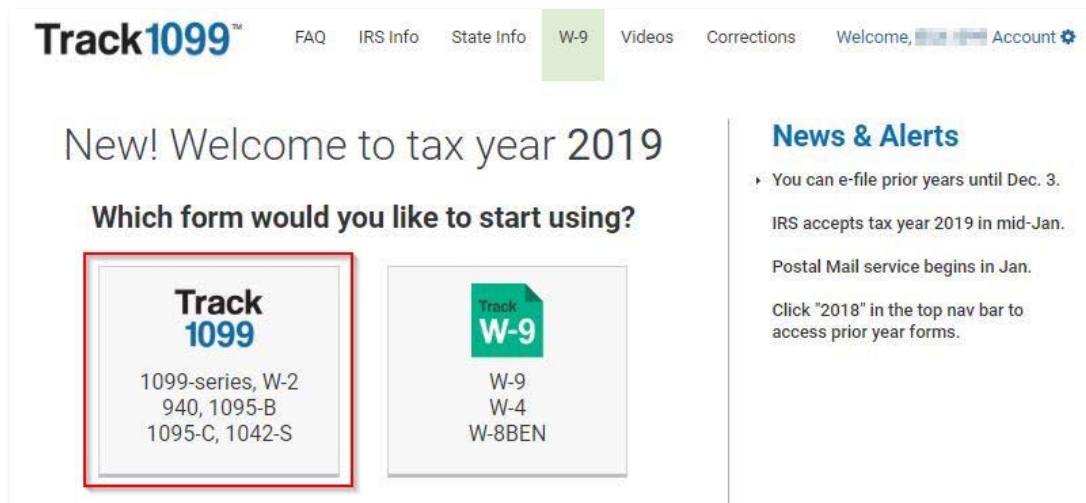 Track1099™
FAQ
IRS Info
State Info
W-9
Videos
Corrections
Welcome,
Account
New! Welcome to tax year 2019
Which form would you like to start using?
Track
1099
1099-series, W-2
940, 1095-B
1095-C, 1042-S
Track
W-9
W-9
W-4
W-8BEN
News & Alerts
You can e-file prior years until Dec. 3.
IRS accepts tax year 2019 in mid-Jan.
Postal Mail service begins in Jan.
Click "2018" in the top nav bar to
access prior year forms.